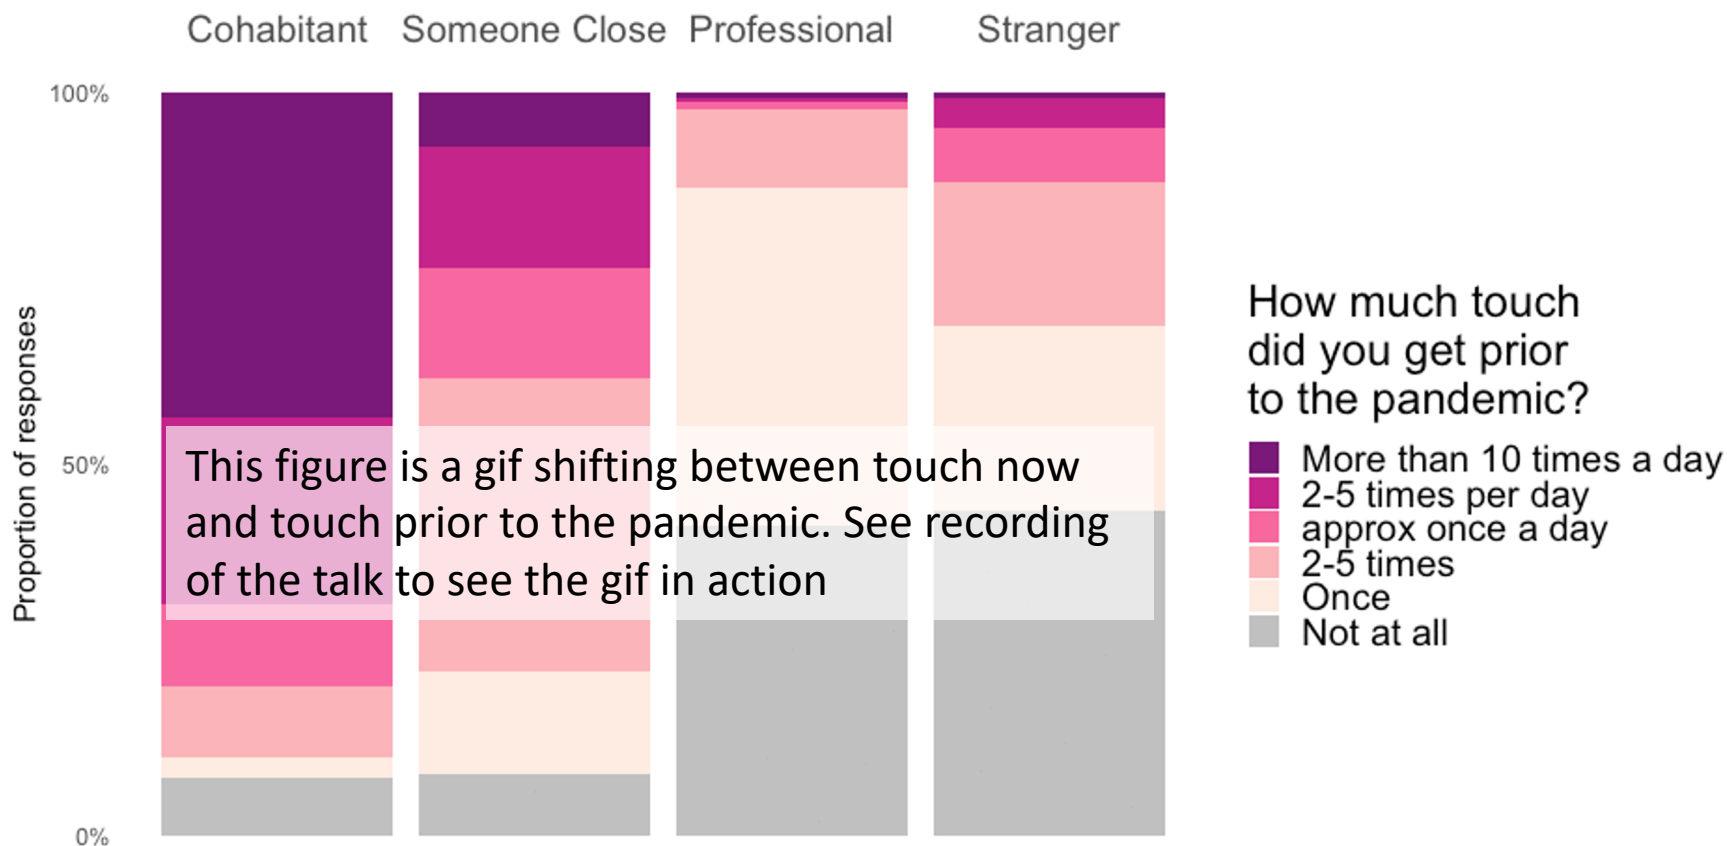 Cohabitant Someone Close Professional Stranger
100%
50%
0%
Proportion of responses
This figure is a gif shifting between touch now
and touch prior to the pandemic. See recording
of the talk to see the gif in action
How much touch
did you get prior
to the pandemic?
More than 10 times a day
2-5 times per day
approx once a day
2-5 times
Once
Not at all